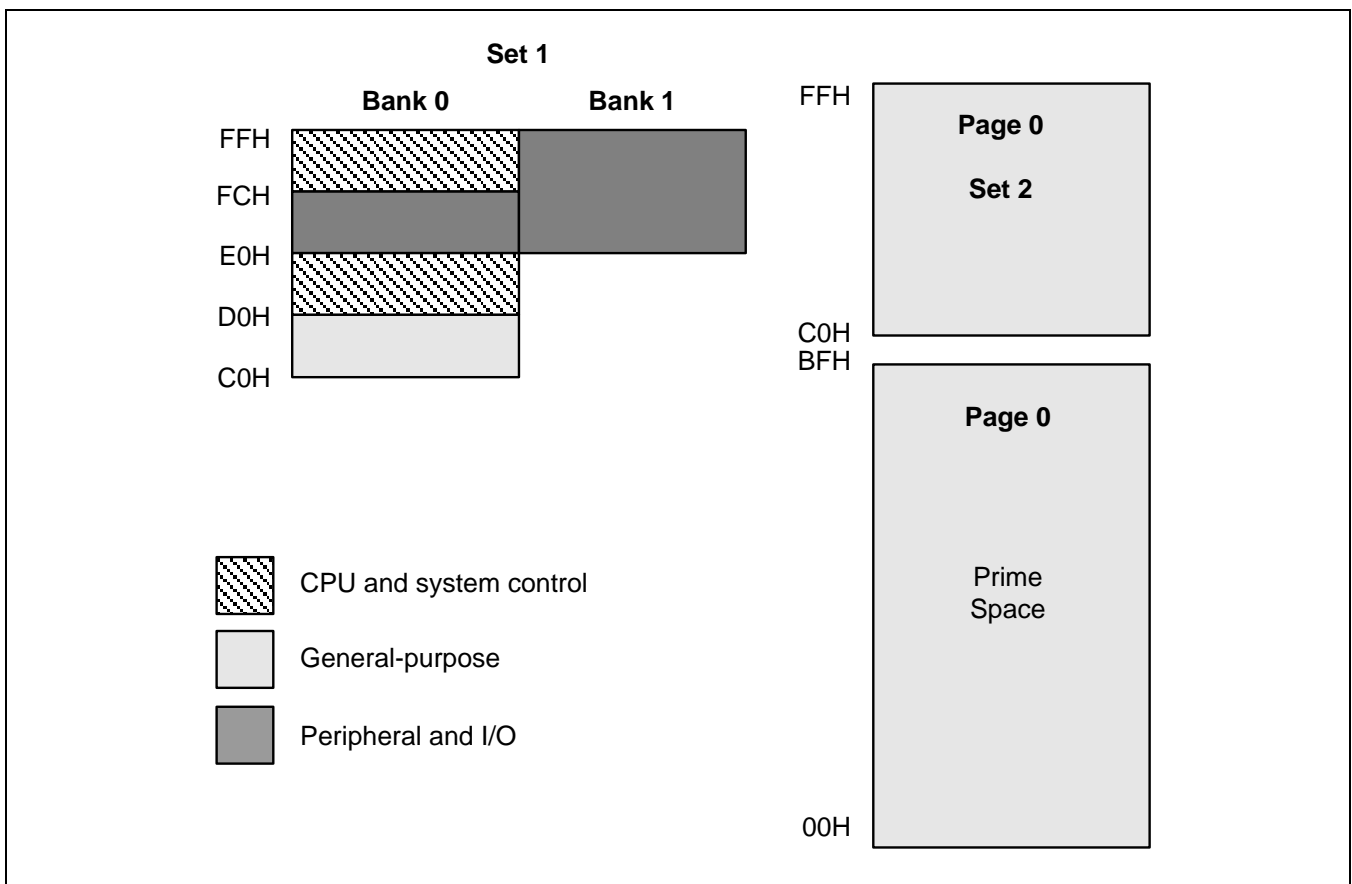 Set 1
Bank 0
Bank 1
FFH
FCH
E0H
D0H
C0H
CPU and system control
General-purpose
Peripheral and I/O
FFH
Page 0
Set 2
C0H
BFH
Page 0
Prime
Space
00H